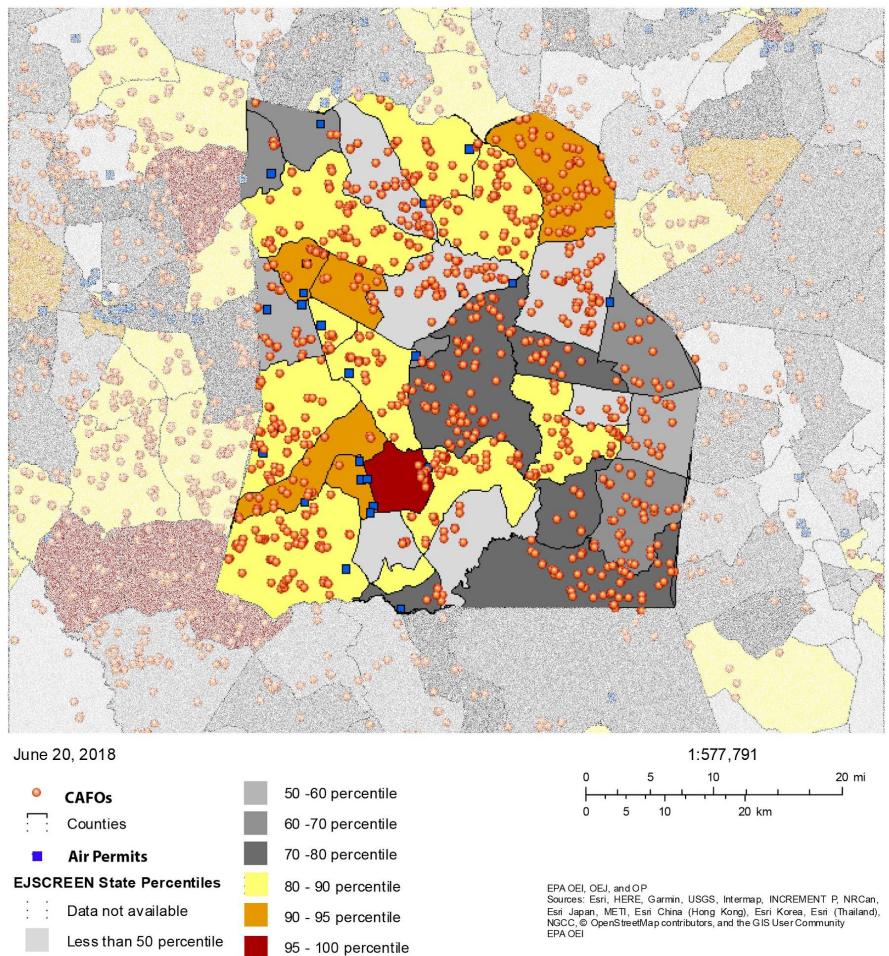 June 20, 2018
1:577,791
0 5 10 20 mi
0 5 10 20 km
CAFOs
Counties
Air Permits
EJSCREEN State Percentiles
Data not available
Less than 50 percentile
50 -60 percentile
60 -70 percentile
70 -80 percentile
80 - 90 percentile
90 - 95 percentile
95 - 100 percentile
EPA OEI, OEJ, and OP
Sources: Esri, HERE, Garmin, USGS, Intermap, INCREMENT P, NRCan,
Esri Japan, METI, Esri China (Hong Kong), Esri Korea, Esri (Thailand),
NGCC, © OpenStreetMap contributors, and the GIS User Community
EPA OEI